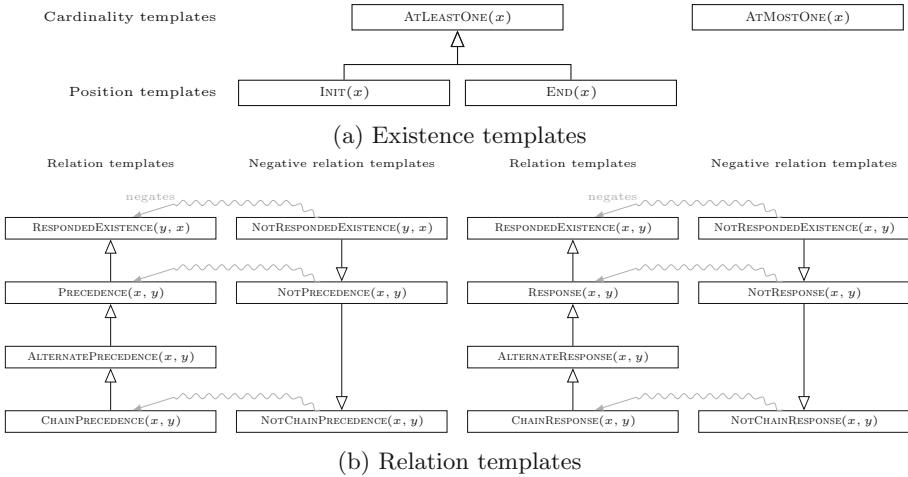 Cardinality templates ATLEASTONE(x) ATMOSTONE(x)
Position templates INIT(x) END(x)
(a) Existence templates
Relation templates Negative relation templates Relation templates Negative relation templates
negates negates
RESPONDEDEXISTENCE(y, x) NOTRESPONDEDEXISTENCE(y, x) RESPONDEDEXISTENCE(x, y) NOTRESPONDEDEXISTENCE(x, y)
PRECEDENCE(x, y) NOTPRECEDENCE(x, y) RESPONSE(x, y) NOTRESPONSE(x, y)
ALTERNATEPRECEDENCE(x, y) ALTERNATERESPONSE(x, y)
CHAINPRECEDENCE(x, y) NOTCHAINPRECEDENCE(x, y) CHAINRESPONSE(x, y) NOTCHAINRESPONSE(x, y)
(b) Relation templates